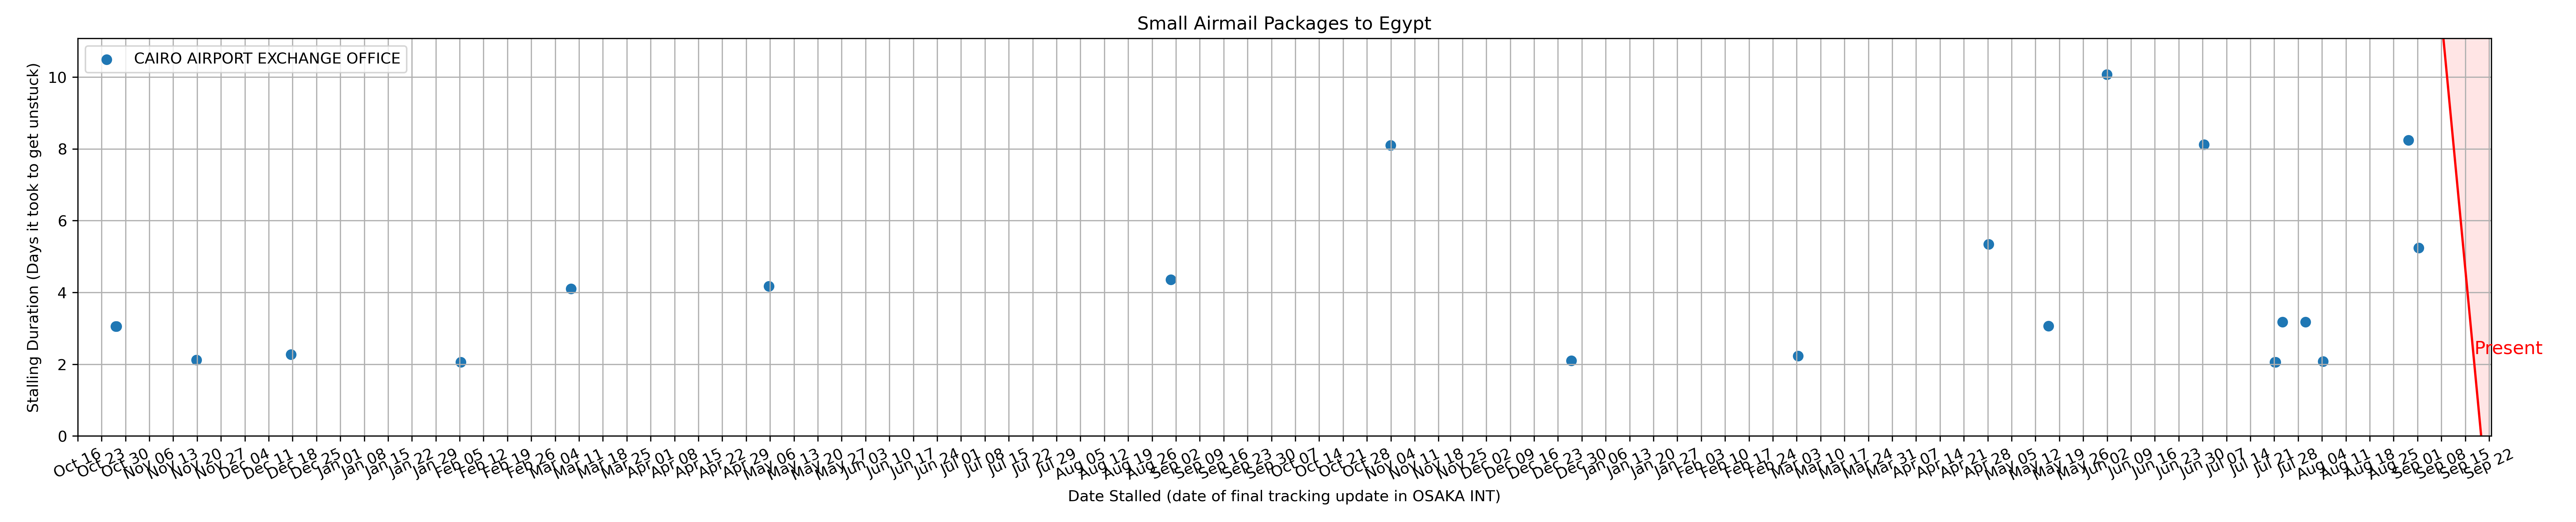 Small Airmail Packages to Egypt
CAIRO AIRPORT EXCHANGE OFFICE
Stalling Duration (Days it took to get unstuck)
10
8
6
4
2
0
Present
Oct 16
Oct 23
Oct 30
Nov 06
Nov 13
Nov 20
Nov 27
Dec 04
Dec 11
Dec 18
Dec 25
Jan 01
Jan 08
Jan 15
Jan 22
Jan 29
Feb 05
Feb 12
Feb 19
Feb 26
Mar 04
Mar 11
Mar 18
Mar 25
Apr 01
Apr 08
Apr 15
Apr 22
Apr 29
May 06
May 13
May 20
May 27
Jun 03
Jun 10
Jun 17
Jun 24
Jul 01
Jul 08
Jul 15
Jul 22
Jul 29
Aug 05
Aug 12
Aug 19
Aug 26
Sep 02
Sep 09
Sep 16
Sep 23
Sep 30
Oct 07
Oct 14
Oct 21
Oct 28
Nov 04
Nov 11
Nov 18
Nov 25
Dec 02
Dec 09
Dec 16
Dec 23
Dec 30
Jan 06
Jan 13
Jan 20
Jan 27
Feb 03
Feb 10
Feb 17
Feb 24
Mar 03
Mar 10
Mar 17
Mar 24
Mar 31
Apr 07
Apr 14
Apr 21
Apr 28
May 05
May 12
May 19
May 26
Jun 02
Jun 09
Jun 16
Jun 23
Jun 30
Jul 07
Jul 14
Jul 21
Jul 28
Aug 04
Aug 11
Aug 18
Aug 25
Sep 01
Sep 08
Sep 15
Sep 22
Date Stalled (date of final tracking update in OSAKA INT)